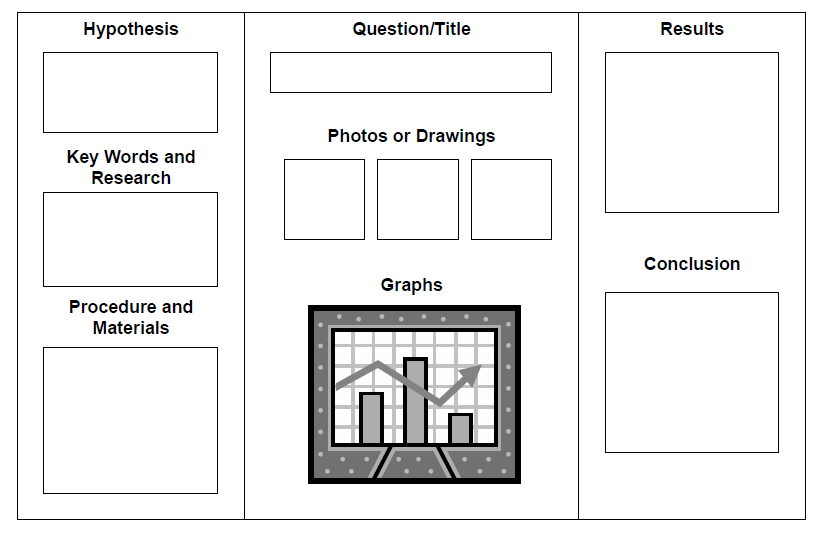 Hypothesis
Key Words and
Research
Procedure and
Materials
Question/Title
Photos or Drawings
Graphs
Results
Conclusion